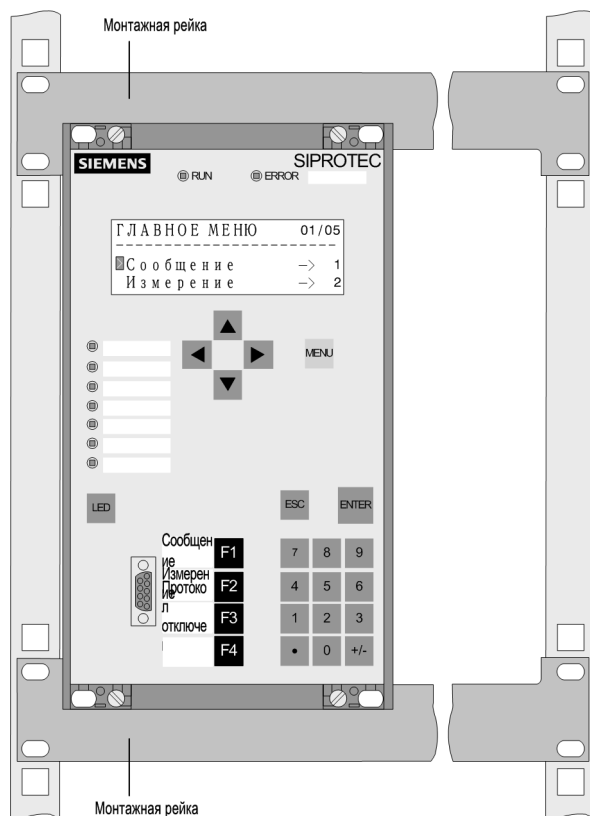 Монтажная рейка
SIEMENS
SIPROTEC
RUN
ERROR
ГЛАВНОЕ МЕНЮ 01/05
Сообщение –> 1
Измерение –> 2
MENU
LED
ESC
ENTER
Сообщен
ие
F1
Измерен
ие
F2
Протоко
л
отключе
F3
F4
7 8 9
4 5 6
1 2 3
• 0 +/-
Монтажная рейка